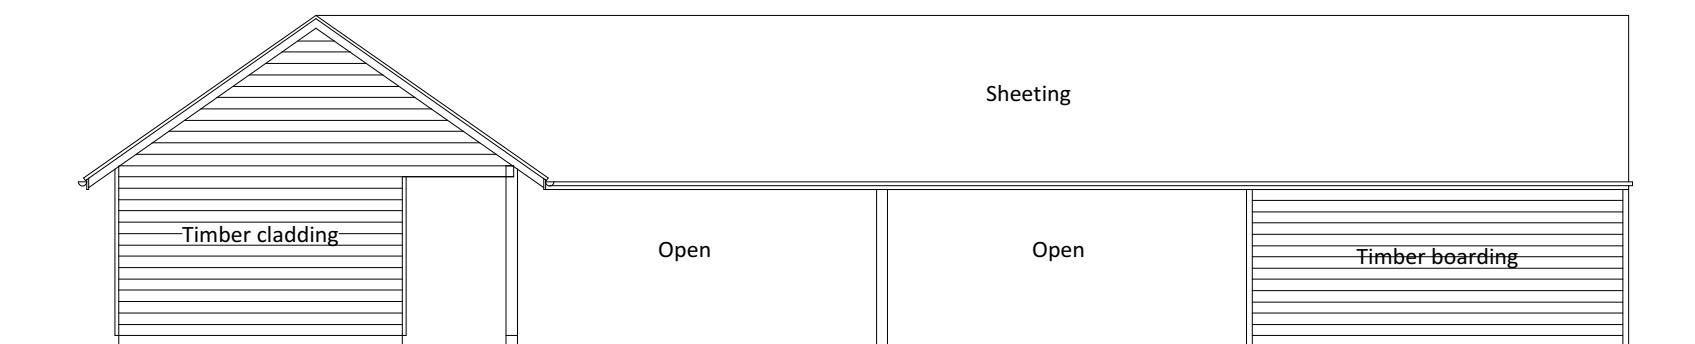 Sheeting
Timber cladding
Open
Open
Timber boarding